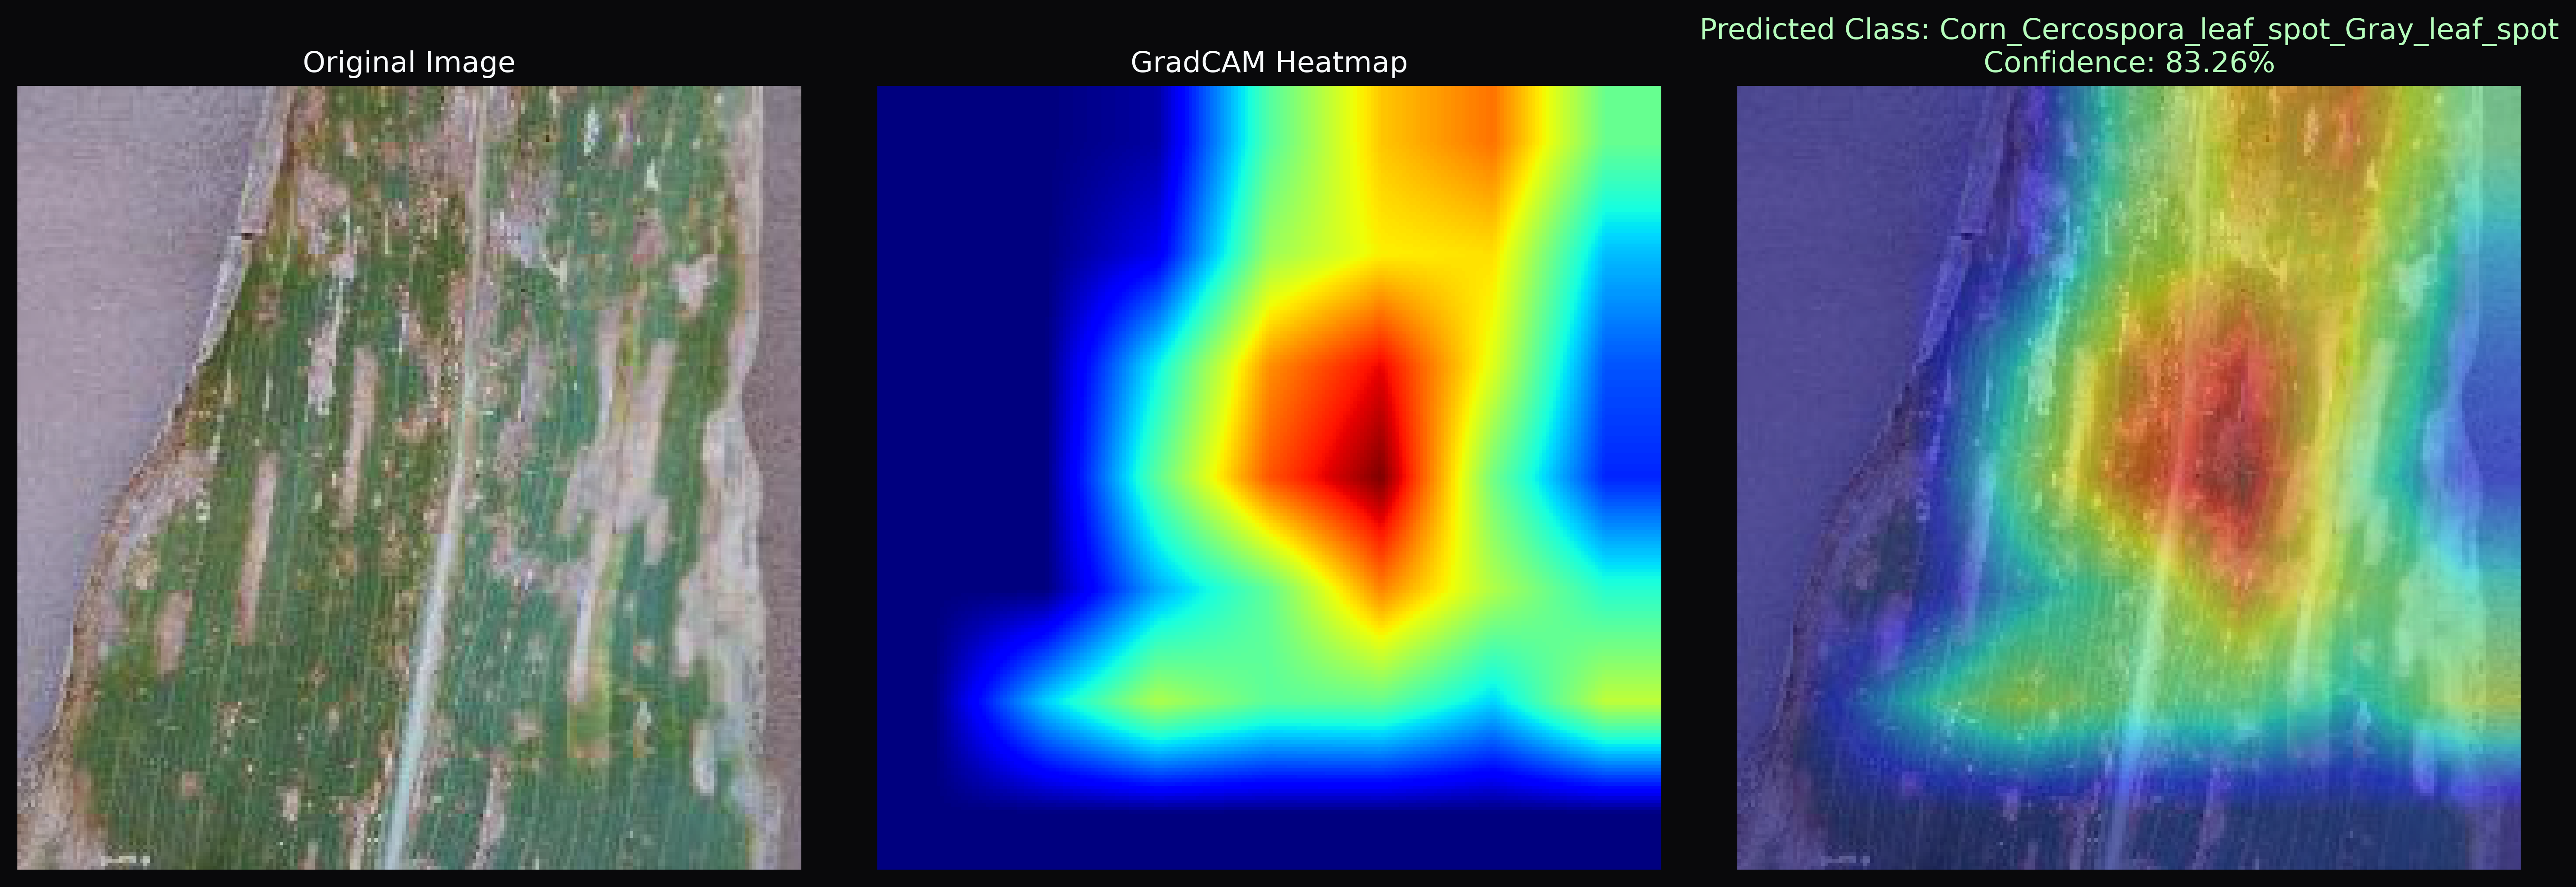 Original Image
GradCAM Heatmap
Predicted Class: Corn_Cercospora_leaf_spot_Gray_leaf_spot
Confidence: 83.26%